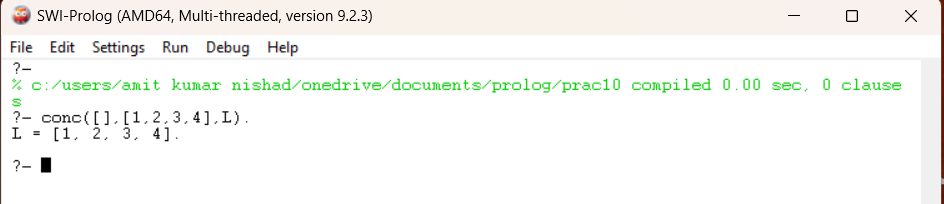 SWI-Prolog (AMD64, Multi-threaded, version 9.2.3)
File Edit Settings Run Debug Help
?-
% c:/users/amit kumar nishad/onedrive/documents/prolog/prac10 compiled 0.00 sec, 0 clause
s
?- conc([],[1,2,3,4],L).
L = [1, 2, 3, 4].
?-